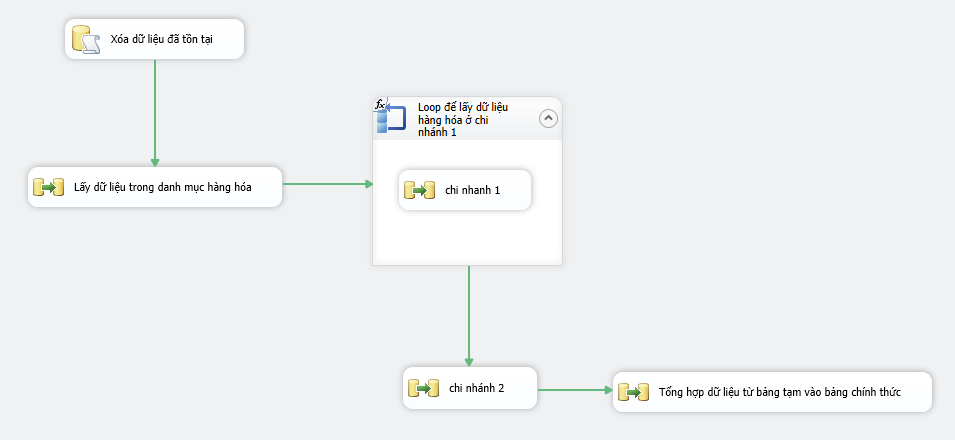 Xóa dữ liệu đã tồn tại
fx
Loop để lấy dữ liệu
hàng hóa ở chi
nhánh 1
Lấy dữ liệu trong danh mục hàng hóa
chi nhanh 1
chi nhánh 2
Tổng hợp dữ liệu từ bảng tạm vào bảng chính thức